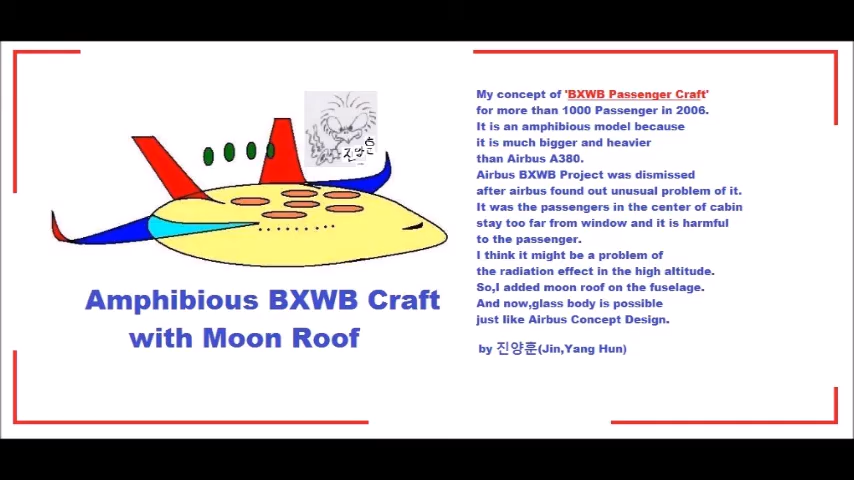 진양훈
Amphibious BXWB Craft
with Moon Roof
My concept of 'BXWB Passenger Craft'
for more than 1000 Passenger in 2006.
It is an amphibious model because
it is much bigger and heavier
than Airbus A380.
Airbus BXWB Project was dismissed
after airbus found out unusual problem of it.
It was the passengers in the center of cabin
stay too far from window and it is harmful
to the passenger.
I think it might be a problem of
the radiation effect in the high altitude.
So,I added moon roof on the fuselage.
And now,glass body is possible
just like Airbus Concept Design.
by 진양훈(Jin,Yang Hun)